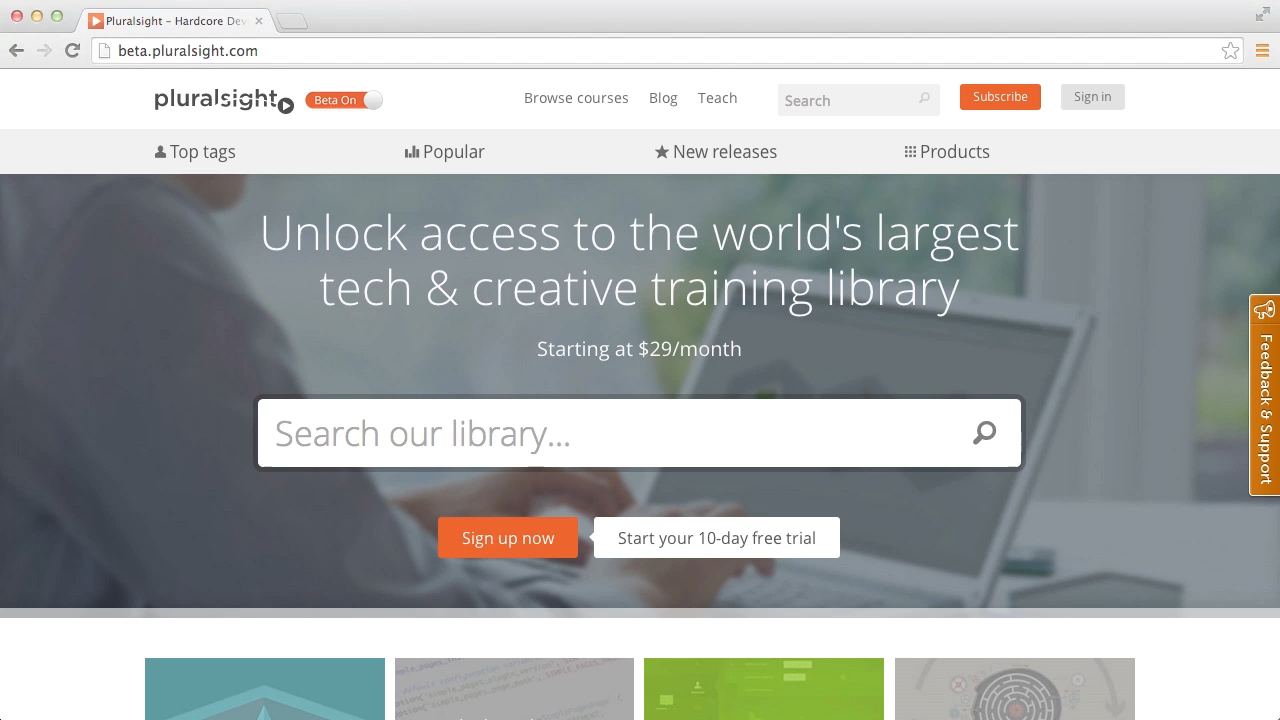 Pluralsight – Hardcore Dev
beta.pluralsight.com
pluralsight
Beta On
Browse courses
Blog
Teach
Search
Subscribe
Sign in
Top tags
Popular
New releases
Products
Unlock access to the world's largest
tech & creative training library
Starting at $29/month
Search our library...
Sign up now
Start your 10-day free trial
Feedback & Support